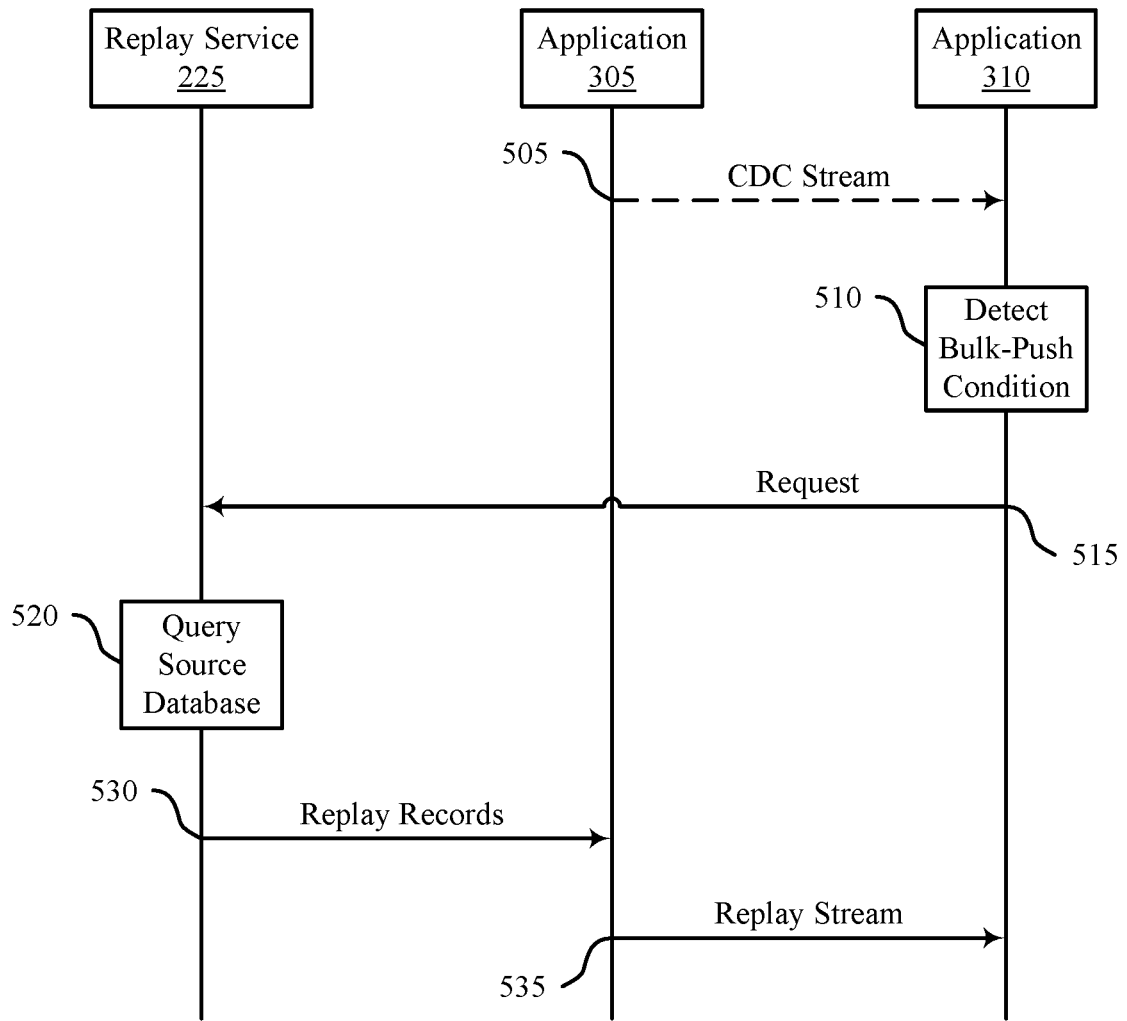 Replay Service
225
Application
305
Application
310
505
CDC Stream
510
Detect
Bulk-Push
Condition
Request
515
520
Query
Source
Database
530
Replay Records
Replay Stream
535